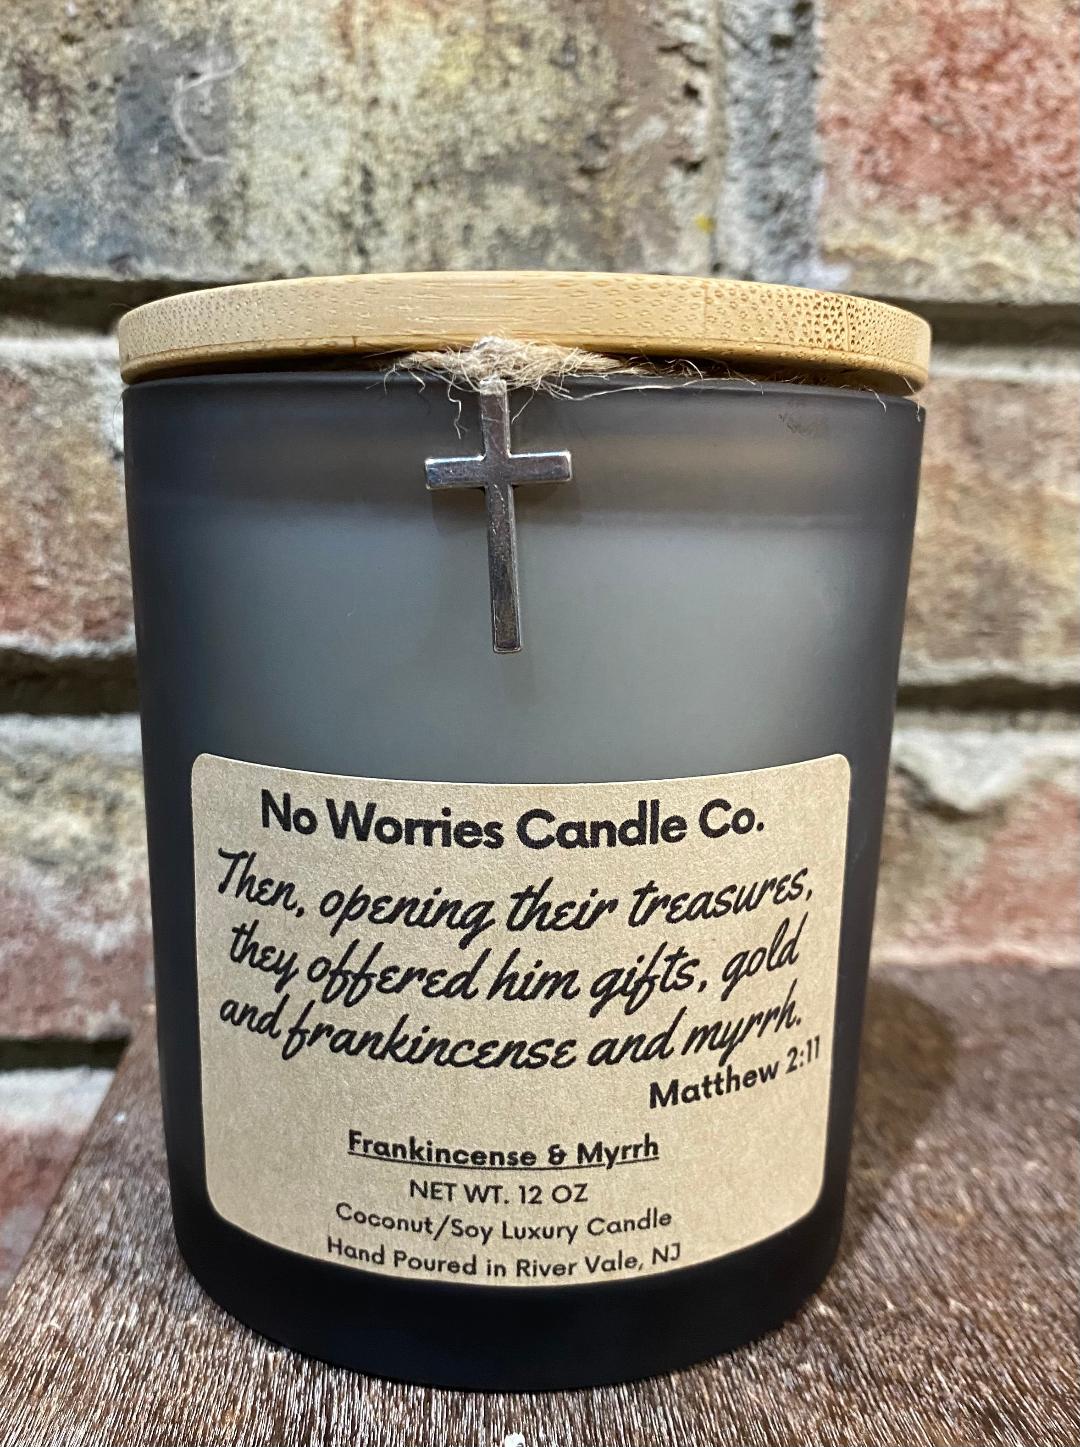 No Worries Candle Co.
Then, opening their treasures,
they offered him gifts, gold
and frankincense and myrrh.
Matthew 2:11
Frankincense & Myrrh
NET WT. 12 OZ
Coconut/Soy Luxury Candle
Hand Poured in River Vale, NJ